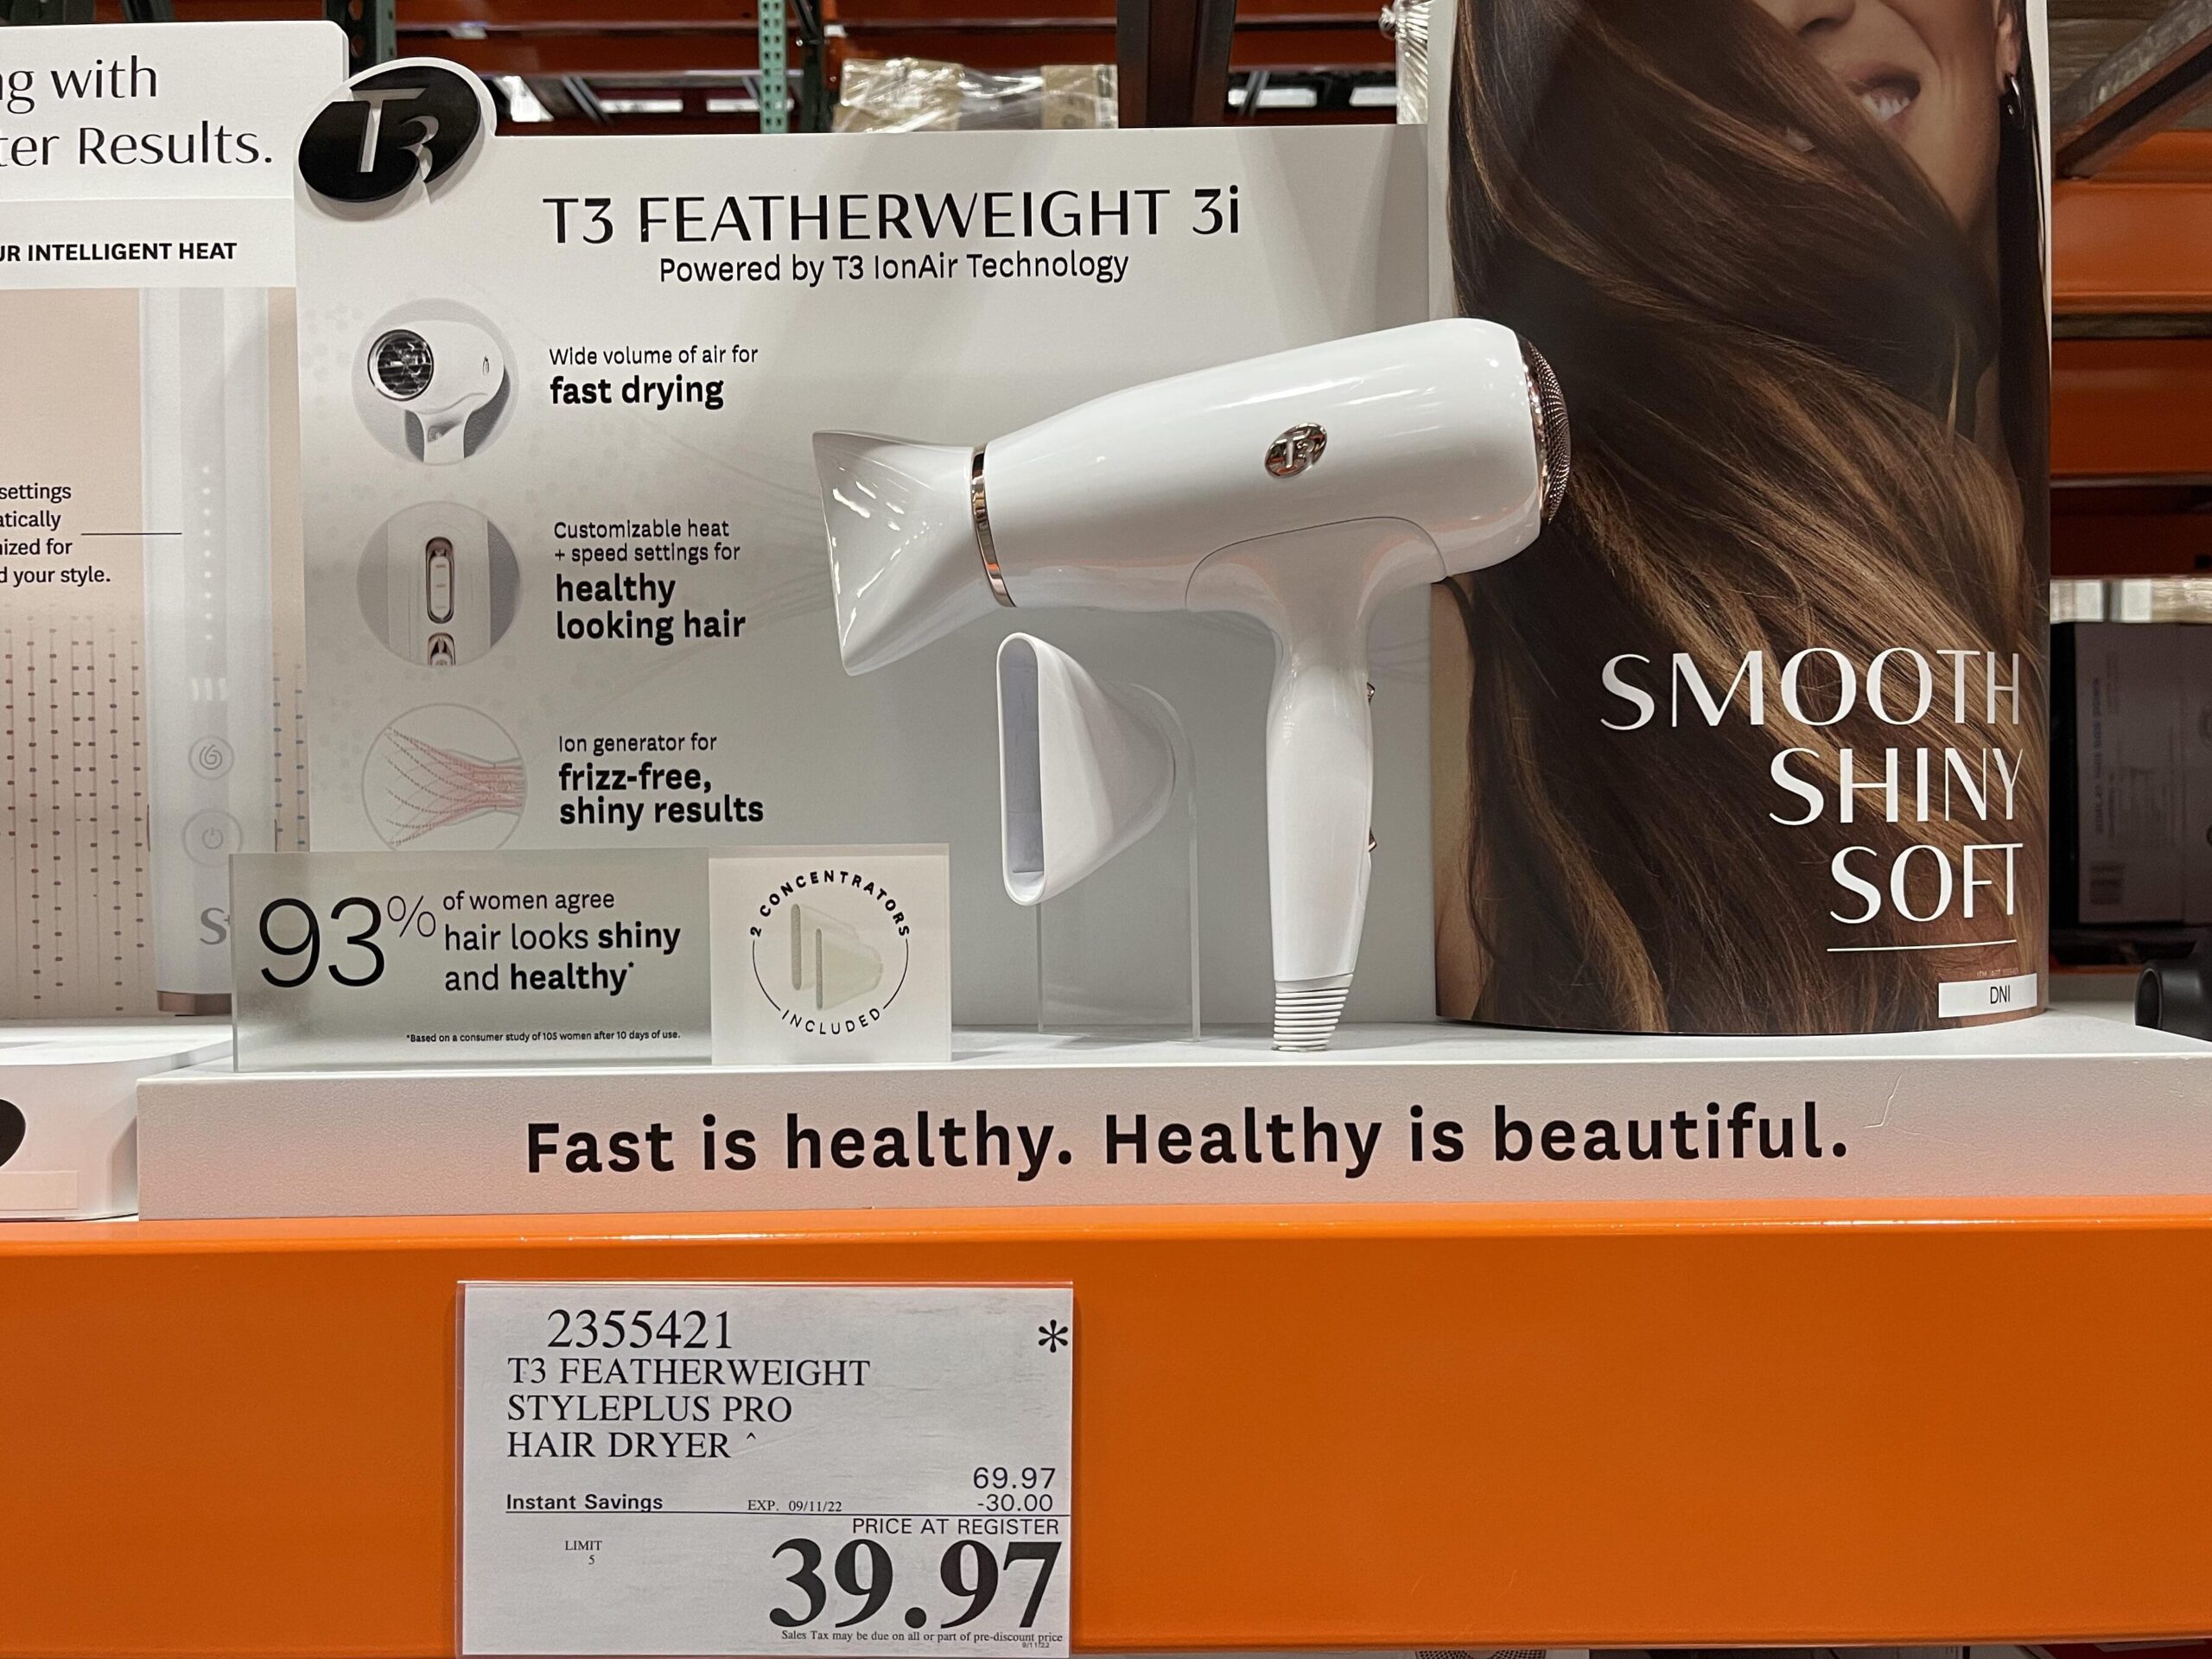 ng with
ter Results.
UR INTELLIGENT HEAT
settings
atically
ized for
d your style.
T3
T3 FEATHERWEIGHT 3i
Powered by T3 IonAir Technology
Wide volume of air for
fast drying
Customizable heat
+ speed settings for
healthy
looking hair
Ion generator for
frizz-free,
shiny results
T3
93% of women agree
hair looks shiny
and healthy*
*Based on a consumer study of 105 women after 10 days of use.
2 CONCENTRATORS
INCLUDED
SMOOTH
SHINY
SOFT
DNI
Fast is healthy. Healthy is beautiful.
2355421 *
T3 FEATHERWEIGHT
STYLEPLUS PRO
HAIR DRYER ^
69.97
Instant Savings EXP. 09/11/22 -30.00
PRICE AT REGISTER
LIMIT
5
39.97
Sales Tax may be due on all or part of pre-discount price
9/11/22